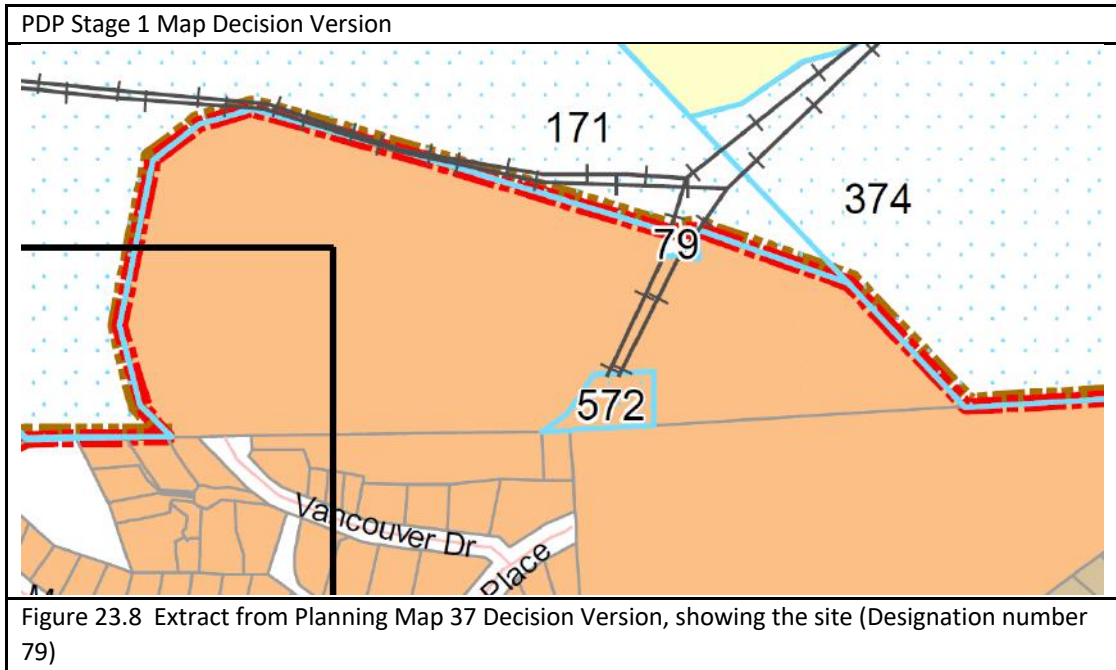 PDP Stage 1 Map Decision Version
171
374
79
572
Vancouver Dr
Place
M
Figure 23.8 Extract from Planning Map 37 Decision Version, showing the site (Designation number
79)